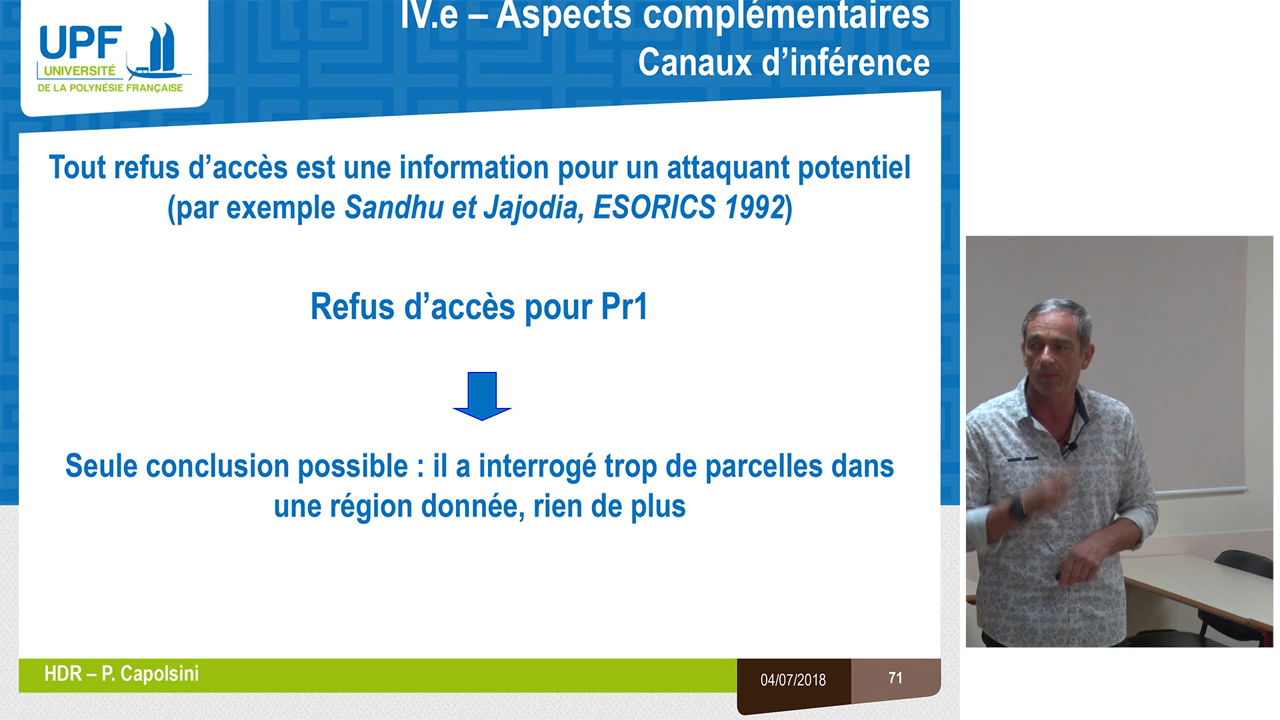 IV.e – Aspects complémentaires
Canaux d’inférence
UPF
UNIVERSITÉ
DE LA POLYNÉSIE FRANÇAISE
Tout refus d’accès est une information pour un attaquant potentiel
(par exemple Sandhu et Jajodia, ESORICS 1992)
Refus d’accès pour Pr1
Seule conclusion possible : il a interrogé trop de parcelles dans
une région donnée, rien de plus
HDR – P. Capolsini
04/07/2018
71